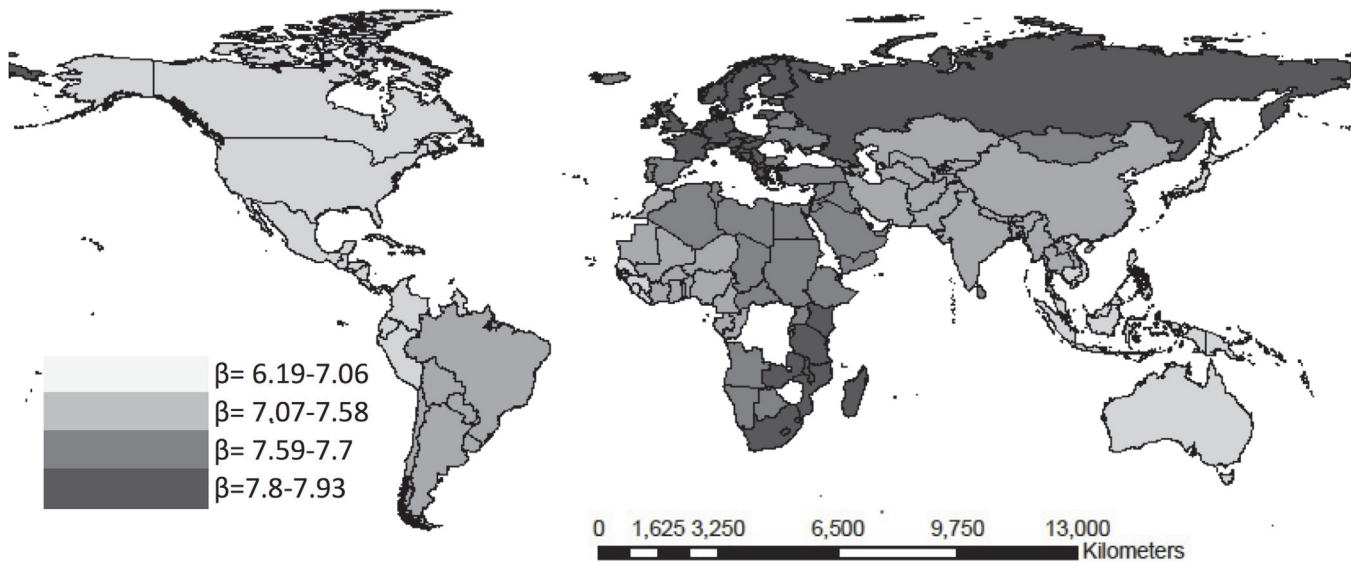 β= 6.19-7.06
β= 7.07-7.58
β= 7.59-7.7
β=7.8-7.93
0 1,625 3,250 6,500 9,750 13,000
Kilometers